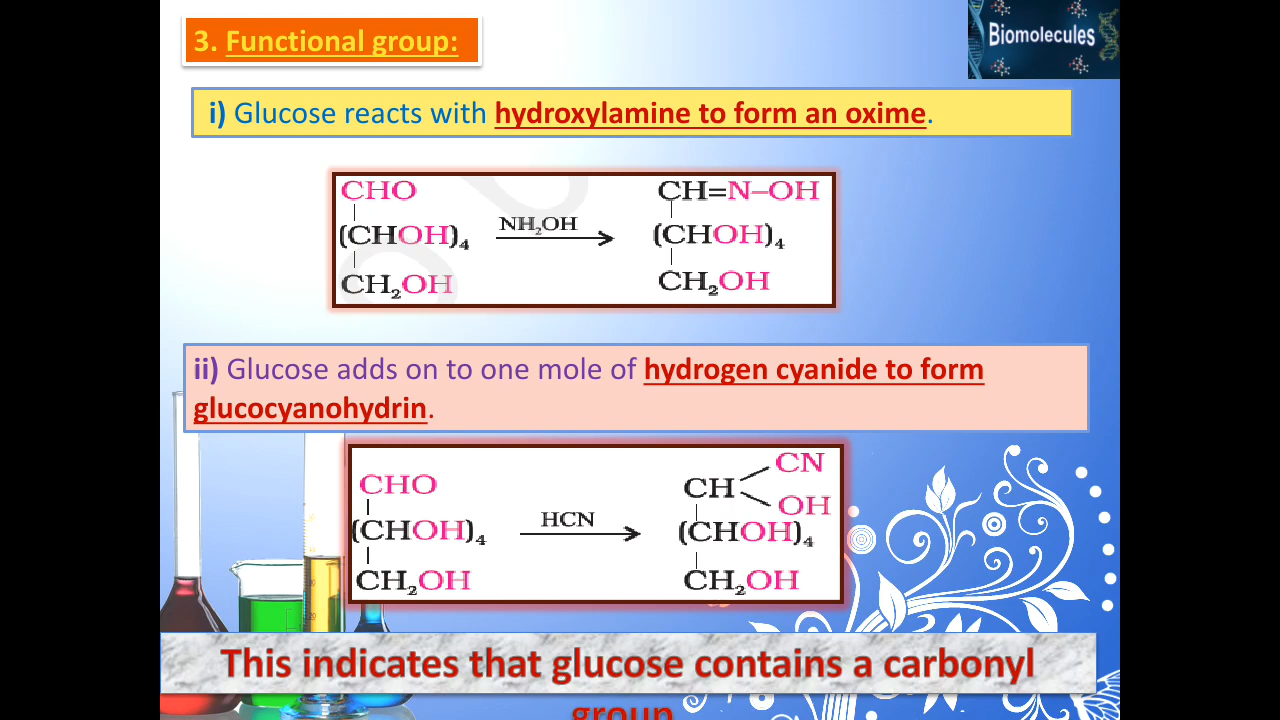 3. Functional group:
Biomolecules
i) Glucose reacts with hydroxylamine to form an oxime.
CHO
(CHOH)₄
CH₂OH
NH₂OH
CH=N–OH
(CHOH)₄
CH₂OH
ii) Glucose adds on to one mole of hydrogen cyanide to form
glucocyanohydrin.
CHO
(CHOH)₄
CH₂OH
HCN
CN
CH
OH
(CHOH)₄
CH₂OH
This indicates that glucose contains a carbonyl
group